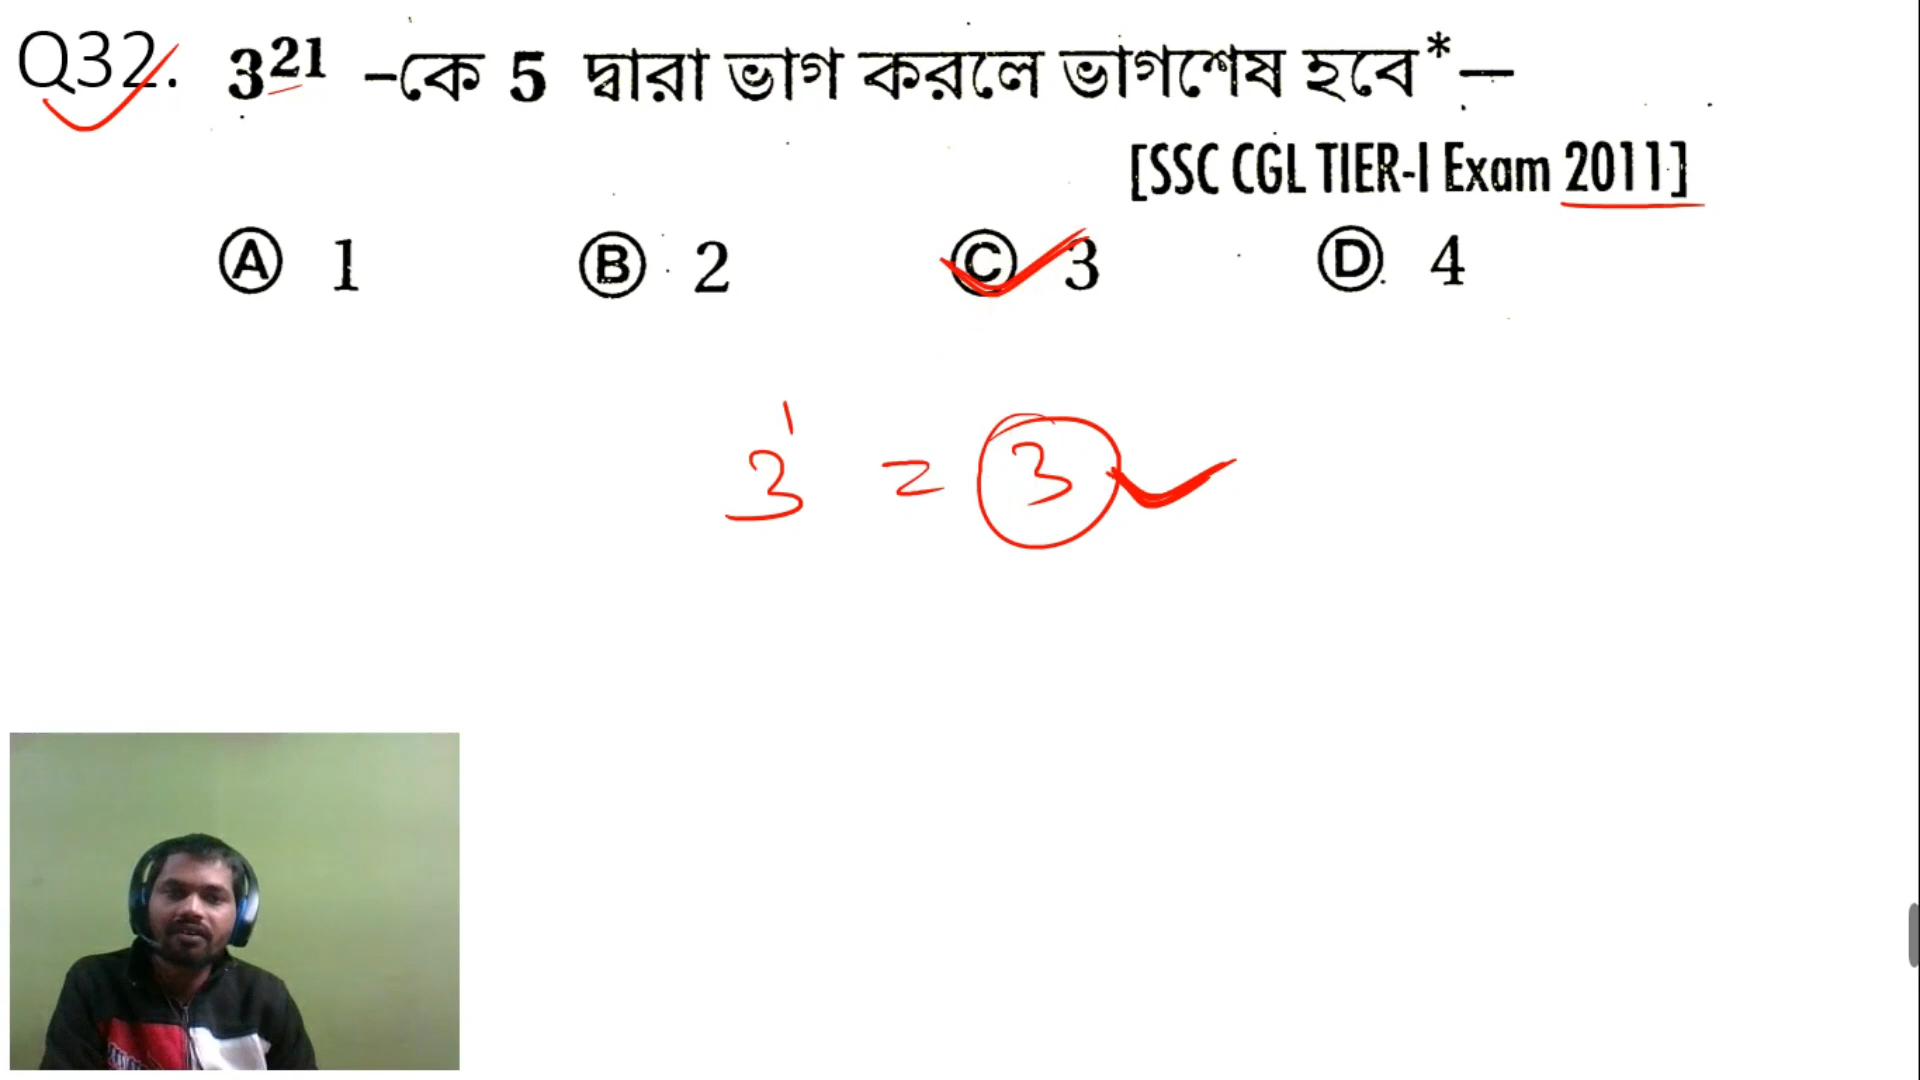 Q32. 3²¹ –কে 5 দ্বারা ভাগ করলে ভাগশেষ হবে*—
[SSC CGL TIER-I Exam 2011]
Ⓐ 1 Ⓑ 2 Ⓒ 3 Ⓓ 4
3¹ = 3